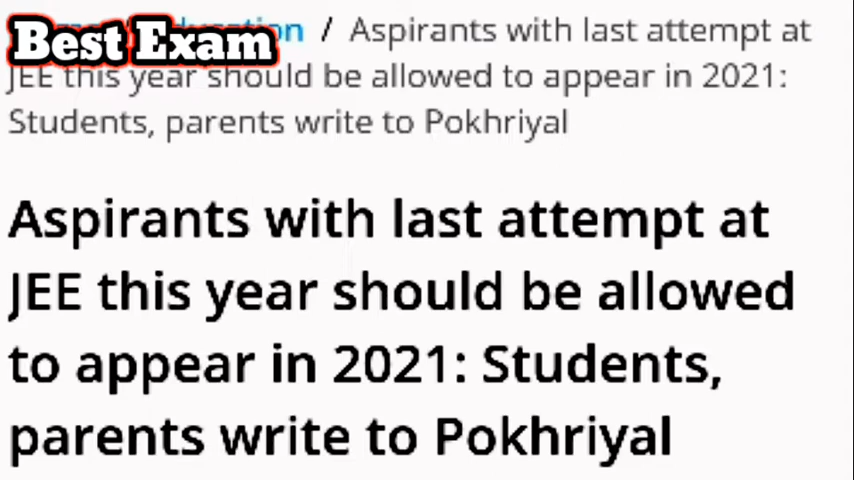 Best Exam
/ Aspirants with last attempt at
JEE this year should be allowed to appear in 2021:
Students, parents write to Pokhriyal
Aspirants with last attempt at
JEE this year should be allowed
to appear in 2021: Students,
parents write to Pokhriyal